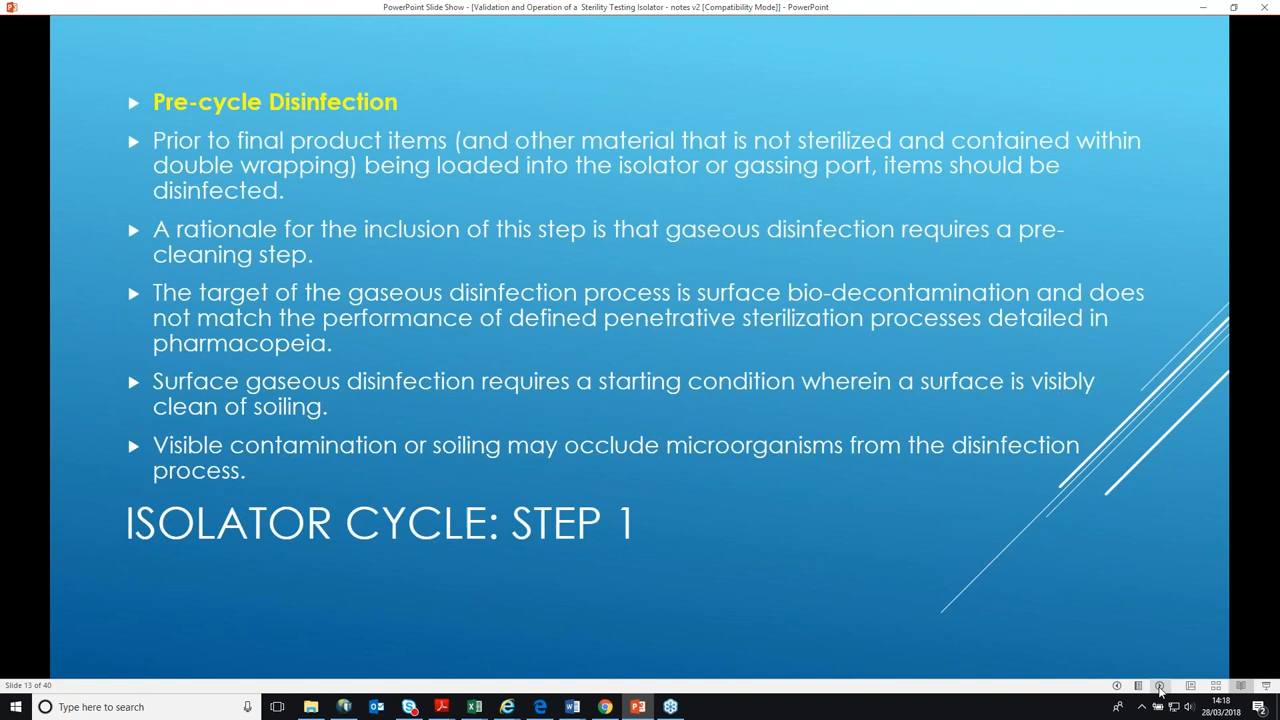 PowerPoint Slide Show - [Validation and Operation of a Sterility Testing Isolator - notes v2 [Compatibility Mode]] - PowerPoint
Pre-cycle Disinfection
Prior to final product items (and other material that is not sterilized and contained within
double wrapping) being loaded into the isolator or gassing port, items should be
disinfected.
A rationale for the inclusion of this step is that gaseous disinfection requires a pre-
cleaning step.
The target of the gaseous disinfection process is surface bio-decontamination and does
not match the performance of defined penetrative sterilization processes detailed in
pharmacopeia.
Surface gaseous disinfection requires a starting condition wherein a surface is visibly
clean of soiling.
Visible contamination or soiling may occlude microorganisms from the disinfection
process.
ISOLATOR CYCLE: STEP 1
Slide 13 of 40
Type here to search
14:18
28/03/2018
2